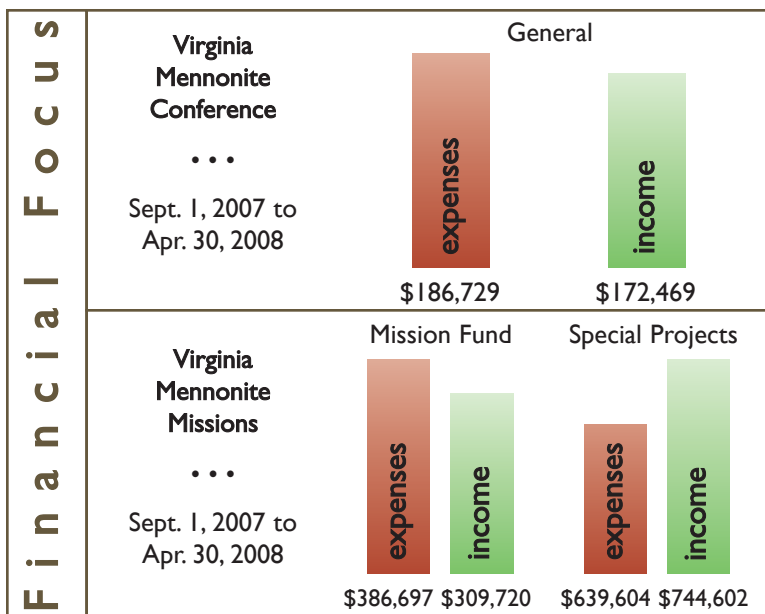 Financial Focus
Virginia
Mennonite
Conference
...
Sept. 1, 2007 to
Apr. 30, 2008
General
expenses
income
$186,729
$172,469
Virginia
Mennonite
Missions
...
Sept. 1, 2007 to
Apr. 30, 2008
Mission Fund
expenses
income
$386,697
$309,720
Special Projects
expenses
income
$639,604
$744,602